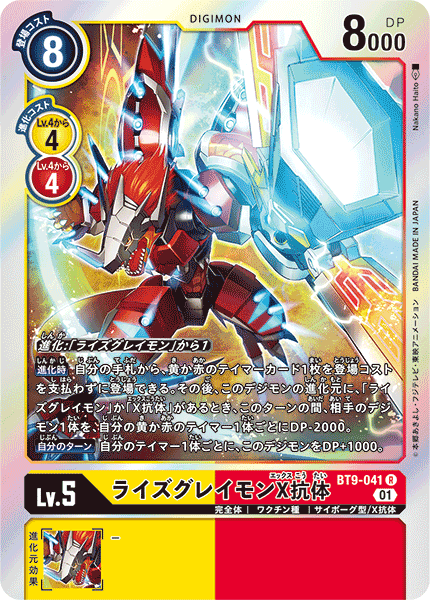 登場コスト
8
DIGIMON
DP
8000
進化コスト
Lv.4から
4
Lv.4から
4
Nakano Haito
©本郷あきよし・フジテレビ・東映アニメーション BANDAI MADE IN JAPAN
進化:「ライズグレイモン」から1
進化時 自分の手札から、黄か赤のテイマーカード1枚を登場コスト
を支払わずに登場できる。その後、このデジモンの進化元に、「ライ
ズグレイモン」か「X抗体」があるとき、このターンの間、相手のデジ
モン1体を、自分の黄か赤のテイマー1体ごとにDP-2000。
自分のターン 自分のテイマー1体ごとに、このデジモンをDP+1000。
Lv.5
ライズグレイモンX抗体
エックスこうたい
BT9-041 R
01
完全体 | ワクチン種 | サイボーグ型/X抗体
進化元効果
–